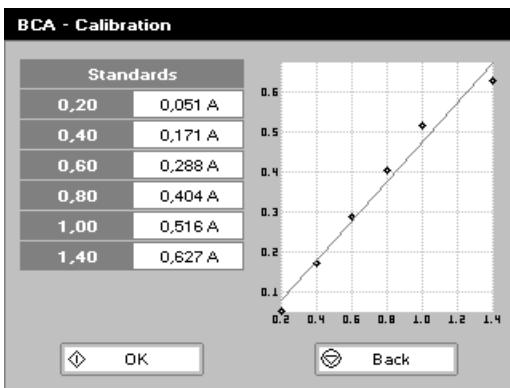 BCA - Calibration
Standards
0,20 0,051 A
0,40 0,171 A
0,60 0,288 A
0,80 0,404 A
1,00 0,516 A
1,40 0,627 A
0.6
0.5
0.4
0.3
0.2
0.1
0.2 0.4 0.6 0.8 1.0 1.2 1.4
OK Back